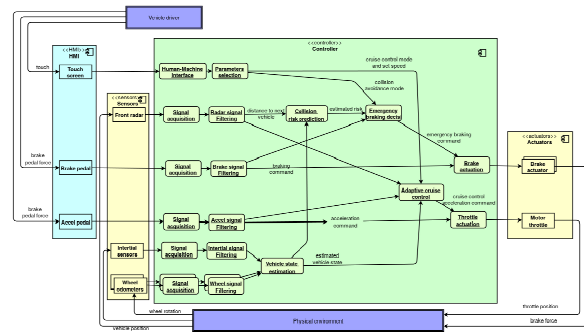 Vehicle driver
<<HMI>>
HMI
<<controller>>
Controller
touch
Touch
screen
Human-Machine
Interface
Parameters
selection
cruise control mode
and set speed
collision
avoidance mode
<<sensors>>
Sensors
Front radar
Signal
acquisition
Radar signal
Filtering
distance to next
vehicle
Collision
risk prediction
estimated risk
Emergency
braking decis
emergency braking
command
<<actuators>>
Actuators
brake
pedal force
Brake pedal
Signal
acquisition
Brake signal
Filtering
braking
command
Brake
actuation
Brake
actuator
Adaptive cruise
control
cruise control
acceleration command
brake
pedal force
Accel pedal
Signal
acquisition
Accel signal
Filtering
acceleration
command
Throttle
actuation
Motor
throttle
Intertial
sensors
Signal
acquisition
Intertial signal
Filtering
Vehicle state
estimation
estimated
vehicle state
Wheel
odometers
Signal
acquisition
Wheel signal
Filtering
wheel rotation
throttle position
Physical environment
brake force
vehicle position